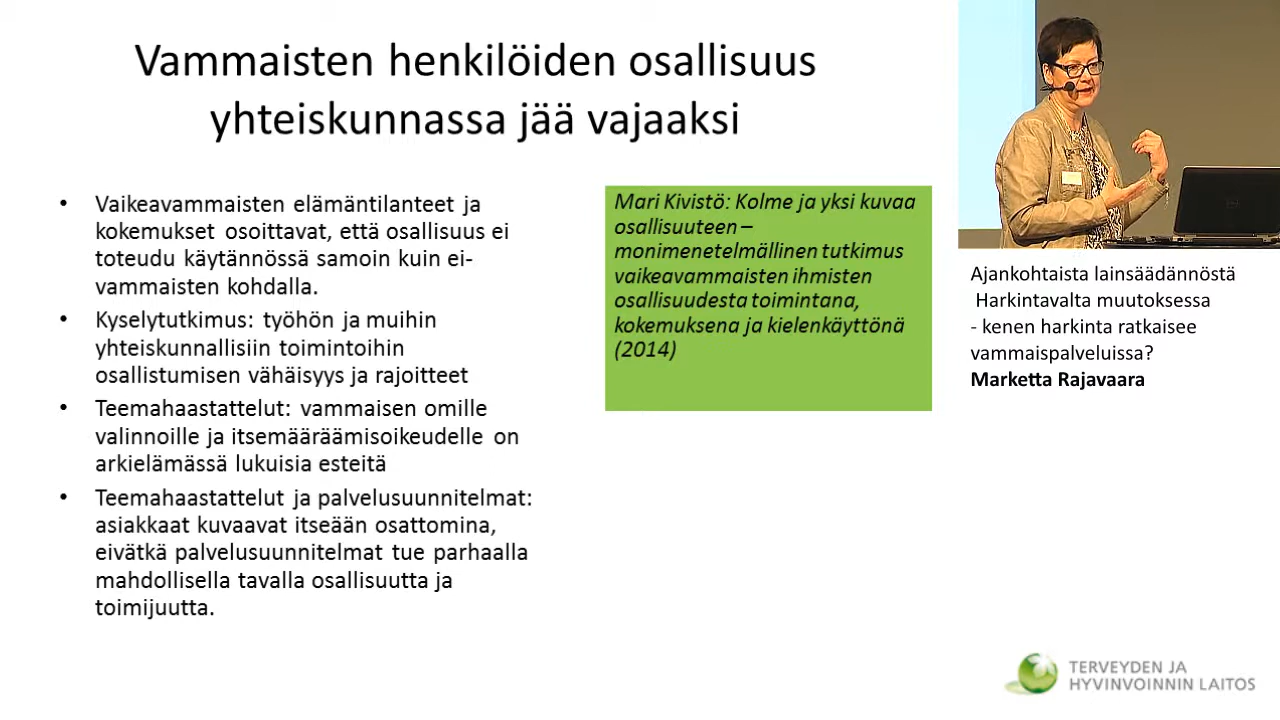 Vammaisten henkilöiden osallisuus
yhteiskunnassa jää vajaaksi
• Vaikeavammaisten elämäntilanteet ja
kokemukset osoittavat, että osallisuus ei
toteudu käytännössä samoin kuin ei-
vammaisten kohdalla.
• Kyselytutkimus: työhön ja muihin
yhteiskunnallisiin toimintoihin
osallistumisen vähäisyys ja rajoitteet
• Teemahaastattelut: vammaisen omille
valinnoille ja itsemääräämisoikeudelle on
arkielämässä lukuisia esteitä
• Teemahaastattelut ja palvelusuunnitelmat:
asiakkaat kuvaavat itseään osattomina,
eivätkä palvelusuunnitelmat tue parhaalla
mahdollisella tavalla osallisuutta ja
toimijuutta.
Mari Kivistö: Kolme ja yksi kuvaa
osallisuuteen –
monimenetelmällinen tutkimus
vaikeavammaisten ihmisten
osallisuudesta toimintana,
kokemuksena ja kielenkäyttönä
(2014)
Ajankohtaista lainsäädännöstä
Harkintavalta muutoksessa
- kenen harkinta ratkaisee
vammaispalveluissa?
Marketta Rajavaara
TERVEYDEN JA
HYVINVOINNIN LAITOS